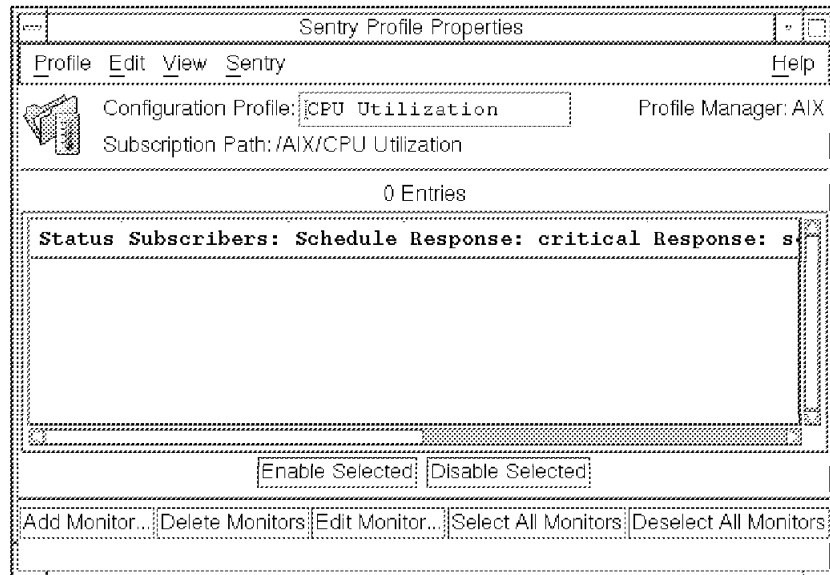 Sentry Profile Properties
Profile Edit View Sentry Help
Configuration Profile: CPU Utilization Profile Manager: AIX
Subscription Path: /AIX/CPU Utilization
0 Entries
Status Subscribers: Schedule Response: critical Response: s
Enable Selected Disable Selected
Add Monitor... Delete Monitors Edit Monitor... Select All Monitors Deselect All Monitors